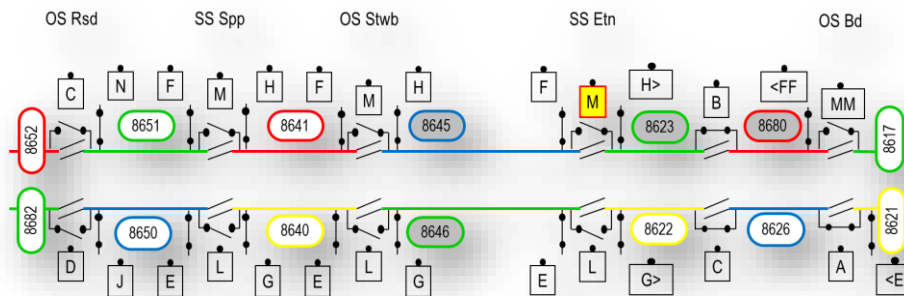 OS Rsd SS Spp OS Stwb SS Etn OS Bd
C N F M H F M H F M H> B <FF MM
8652 8651 8641 8645 8623 8680 8617
8682 8650 8640 8646 8622 8626 8621
D J E L G E L G E L G> C A <E